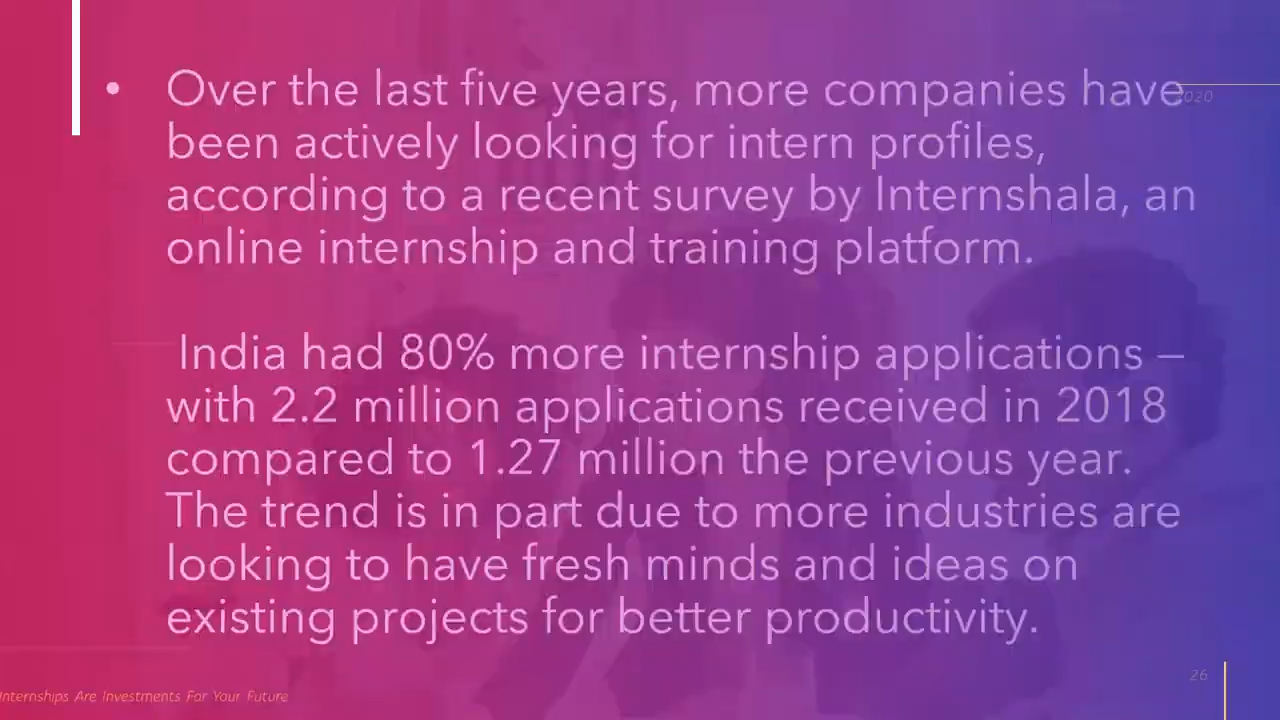 • Over the last five years, more companies have
2020
been actively looking for intern profiles,
according to a recent survey by Internshala, an
online internship and training platform.
India had 80% more internship applications –
with 2.2 million applications received in 2018
compared to 1.27 million the previous year.
The trend is in part due to more industries are
looking to have fresh minds and ideas on
existing projects for better productivity.
26
Internships Are Investments For Your Future